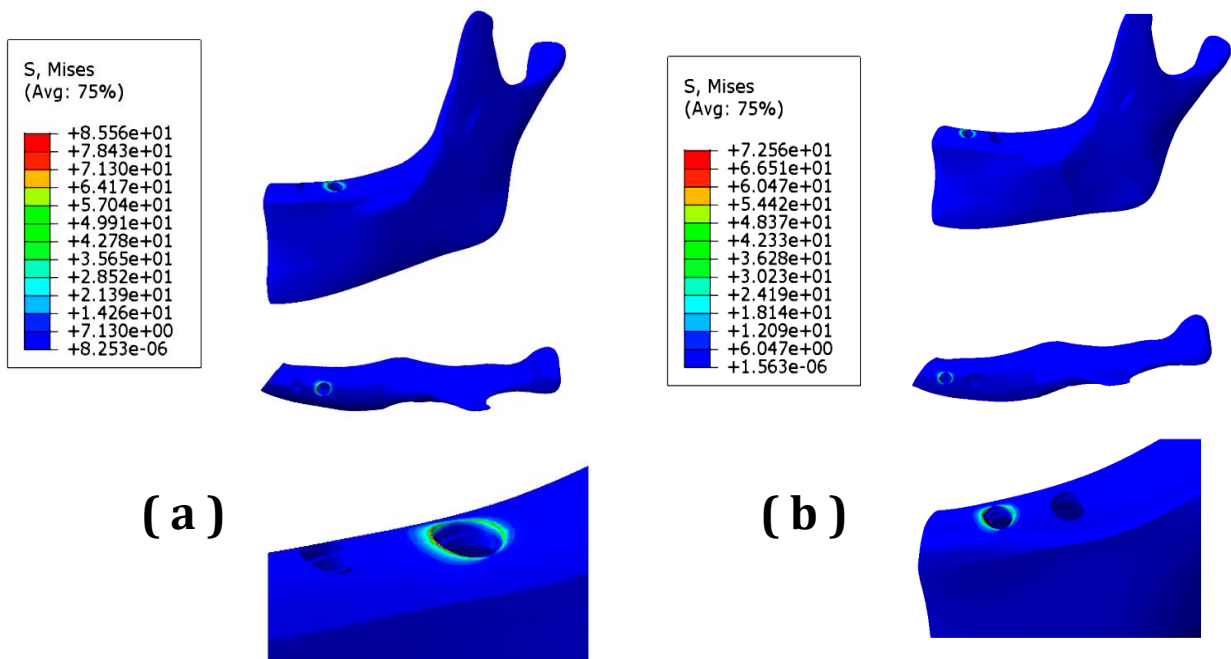 S, Mises
(Avg: 75%)
+8.556e+01
+7.843e+01
+7.130e+01
+6.417e+01
+5.704e+01
+4.991e+01
+4.278e+01
+3.565e+01
+2.852e+01
+2.139e+01
+1.426e+01
+7.130e+00
+8.253e-06
S, Mises
(Avg: 75%)
+7.256e+01
+6.651e+01
+6.047e+01
+5.442e+01
+4.837e+01
+4.233e+01
+3.628e+01
+3.023e+01
+2.419e+01
+1.814e+01
+1.209e+01
+6.047e+00
+1.563e-06
( a )
( b )